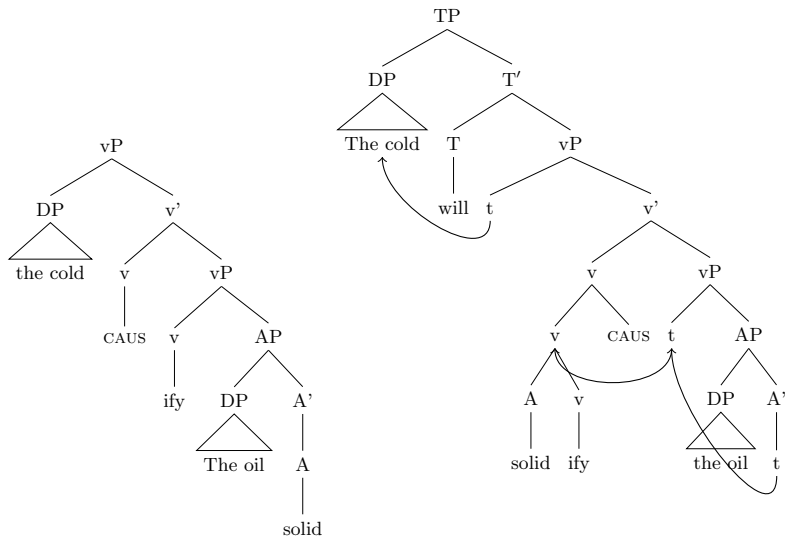 TP
DP T′
The cold T vP
will t v'
v vP
v CAUS t AP
A v DP A'
solid ify the oil t
vP
DP v'
the cold v vP
CAUS v AP
ify DP A'
The oil A
solid